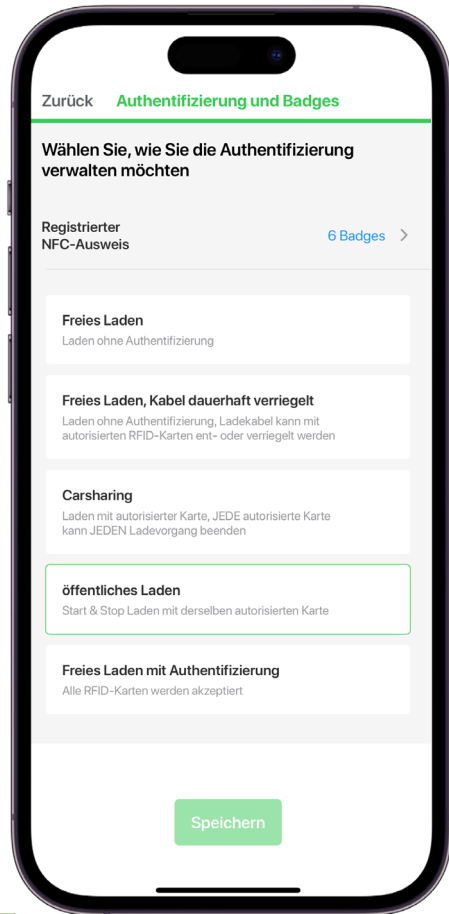 Zurück Authentifizierung und Badges
Wählen Sie, wie Sie die Authentifizierung
verwalten möchten
Registrierter
NFC-Ausweis
6 Badges
Freies Laden
Laden ohne Authentifizierung
Freies Laden, Kabel dauerhaft verriegelt
Laden ohne Authentifizierung, Ladekabel kann mit
autorisierten RFID-Karten ent- oder verriegelt werden
Carsharing
Laden mit autorisierter Karte, JEDE autorisierte Karte
kann JEDEN Ladevorgang beenden
öffentliches Laden
Start & Stop Laden mit derselben autorisierten Karte
Freies Laden mit Authentifizierung
Alle RFID-Karten werden akzeptiert
Speichern